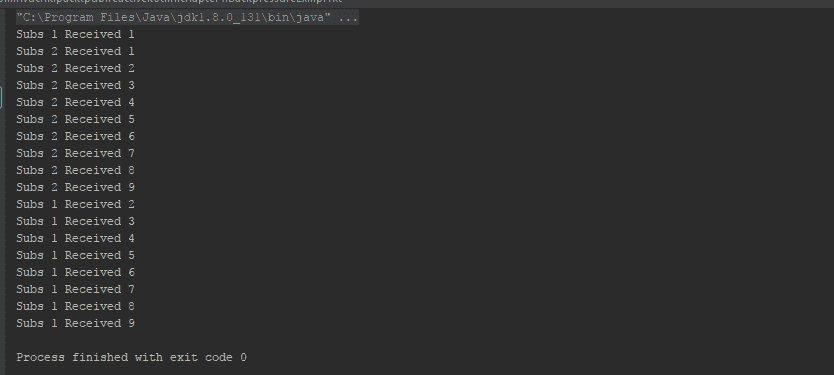 "C:\Program Files\Java\jdk1.8.0_131\bin\java" ...
Subs 1 Received 1
Subs 2 Received 1
Subs 2 Received 2
Subs 2 Received 3
Subs 2 Received 4
Subs 2 Received 5
Subs 2 Received 6
Subs 2 Received 7
Subs 2 Received 8
Subs 2 Received 9
Subs 1 Received 2
Subs 1 Received 3
Subs 1 Received 4
Subs 1 Received 5
Subs 1 Received 6
Subs 1 Received 7
Subs 1 Received 8
Subs 1 Received 9
Process finished with exit code 0